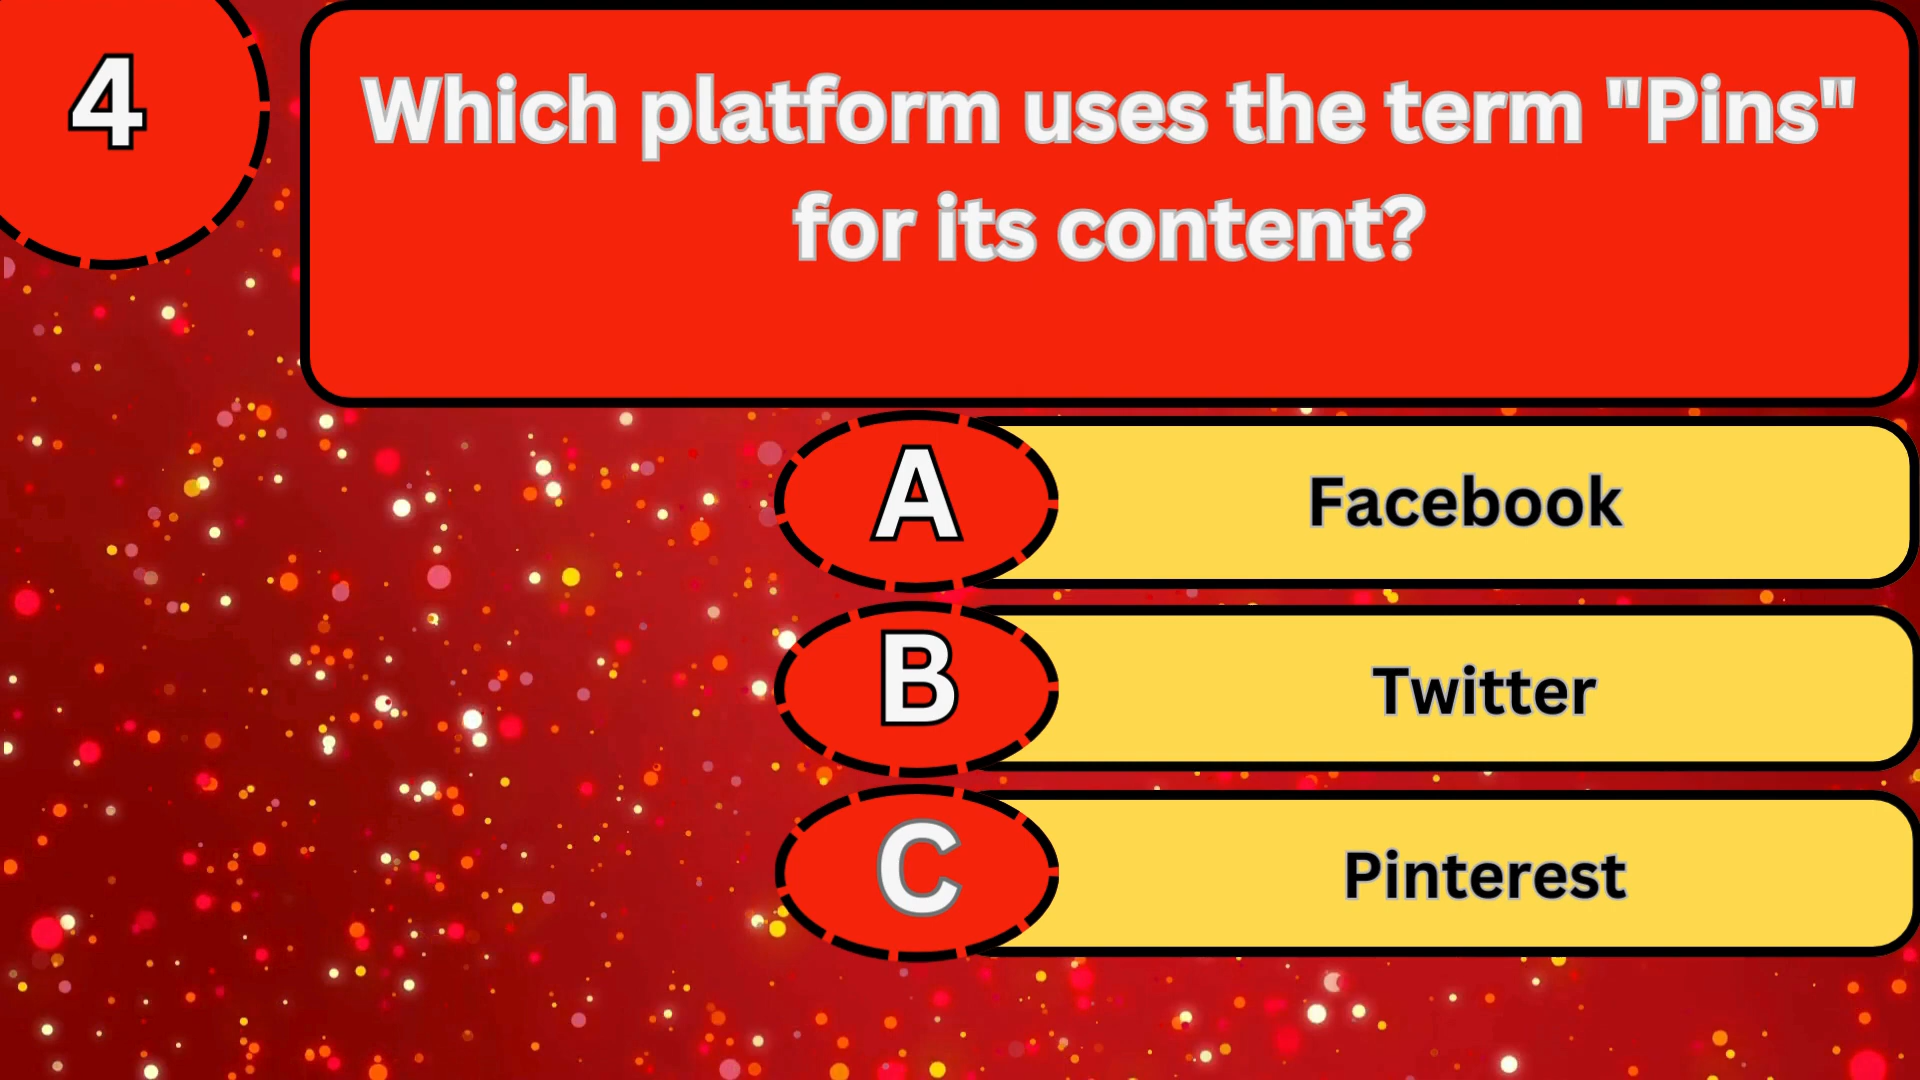 4
Which platform uses the term "Pins"
for its content?
A
Facebook
B
Twitter
C
Pinterest